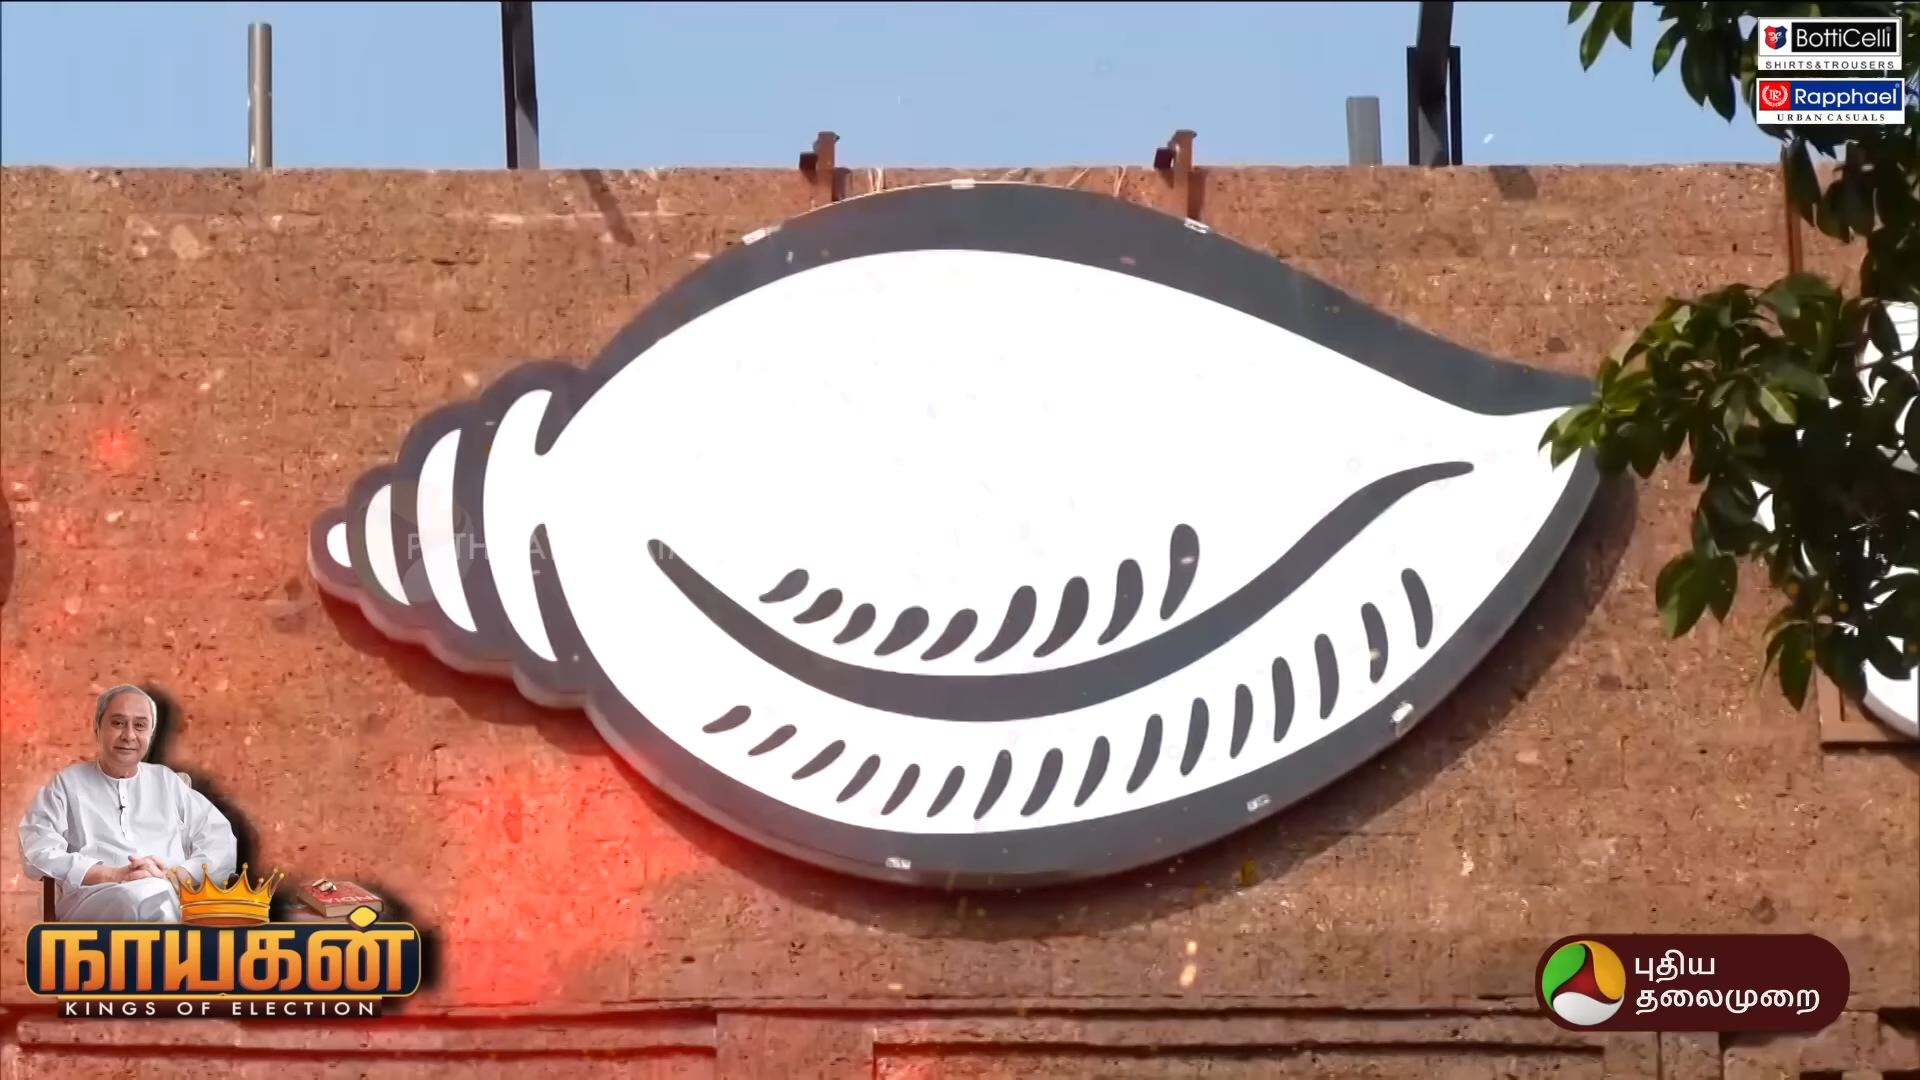 BOTTICELLI
SHIRTS&TROUSERS
Rapphael
URBAN CASUALS
நாயகன்
KINGS OF ELECTION
புதிய
தலைமுறை